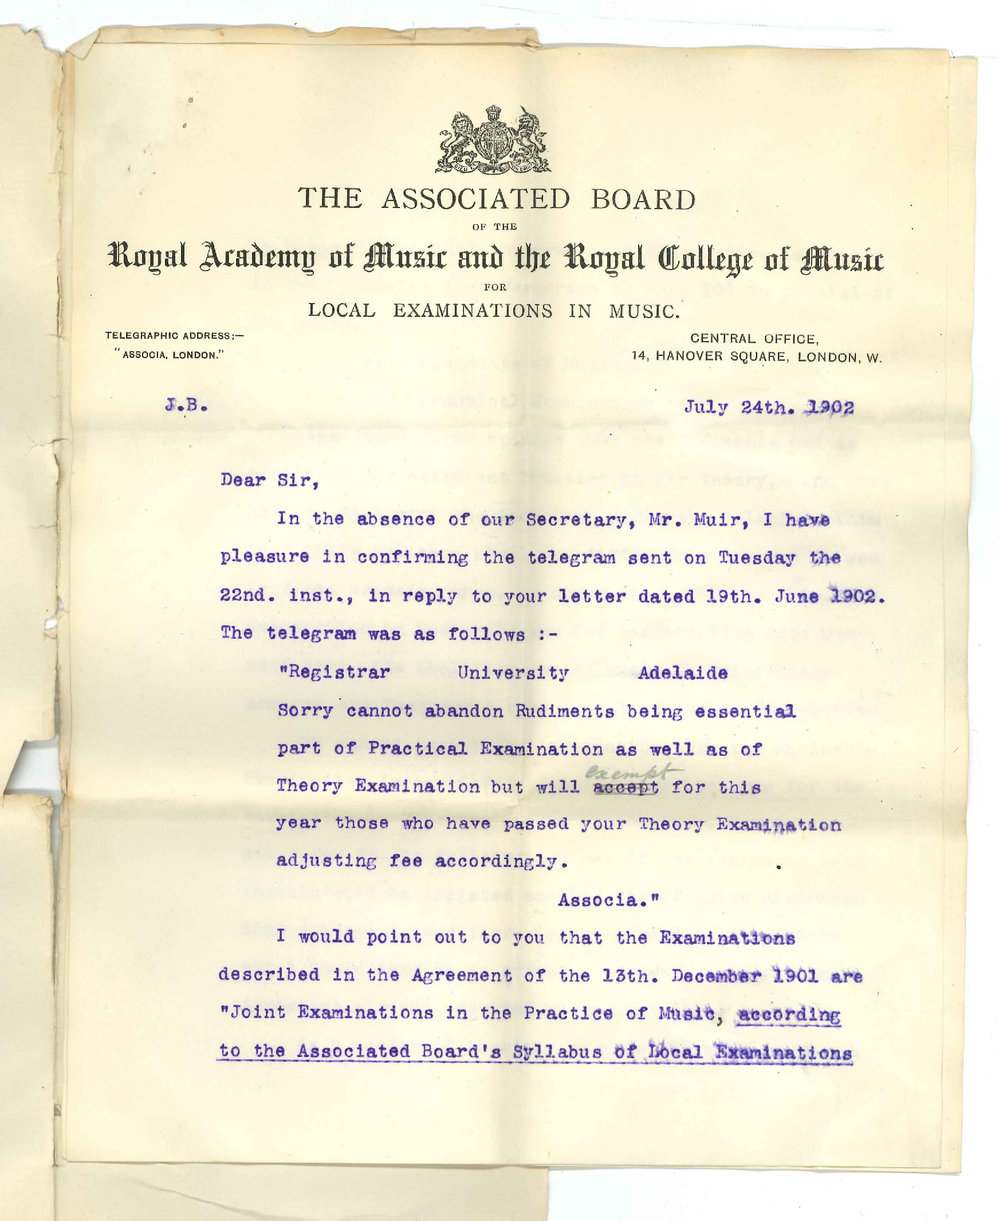 THE ASSOCIATED BOARD
OF THE
Royal Academy of Music and the Royal College of Music
FOR
LOCAL EXAMINATIONS IN MUSIC.
TELEGRAPHIC ADDRESS:—
"ASSOCIA, LONDON."
CENTRAL OFFICE,
14, HANOVER SQUARE, LONDON, W.
J.B.
July 24th. 1902
Dear Sir,
In the absence of our Secretary, Mr. Muir, I have
pleasure in confirming the telegram sent on Tuesday the
22nd. inst., in reply to your letter dated 19th. June 1902.
The telegram was as follows :-
"Registrar University Adelaide
Sorry cannot abandon Rudiments being essential
part of Practical Examination as well as of
exempt
Theory Examination but will accept for this
year those who have passed your Theory Examination
adjusting fee accordingly.
Associa."
I would point out to you that the Examinations
described in the Agreement of the 13th. December 1901 are
"Joint Examinations in the Practice of Music, according
to the Associated Board's Syllabus of Local Examinations